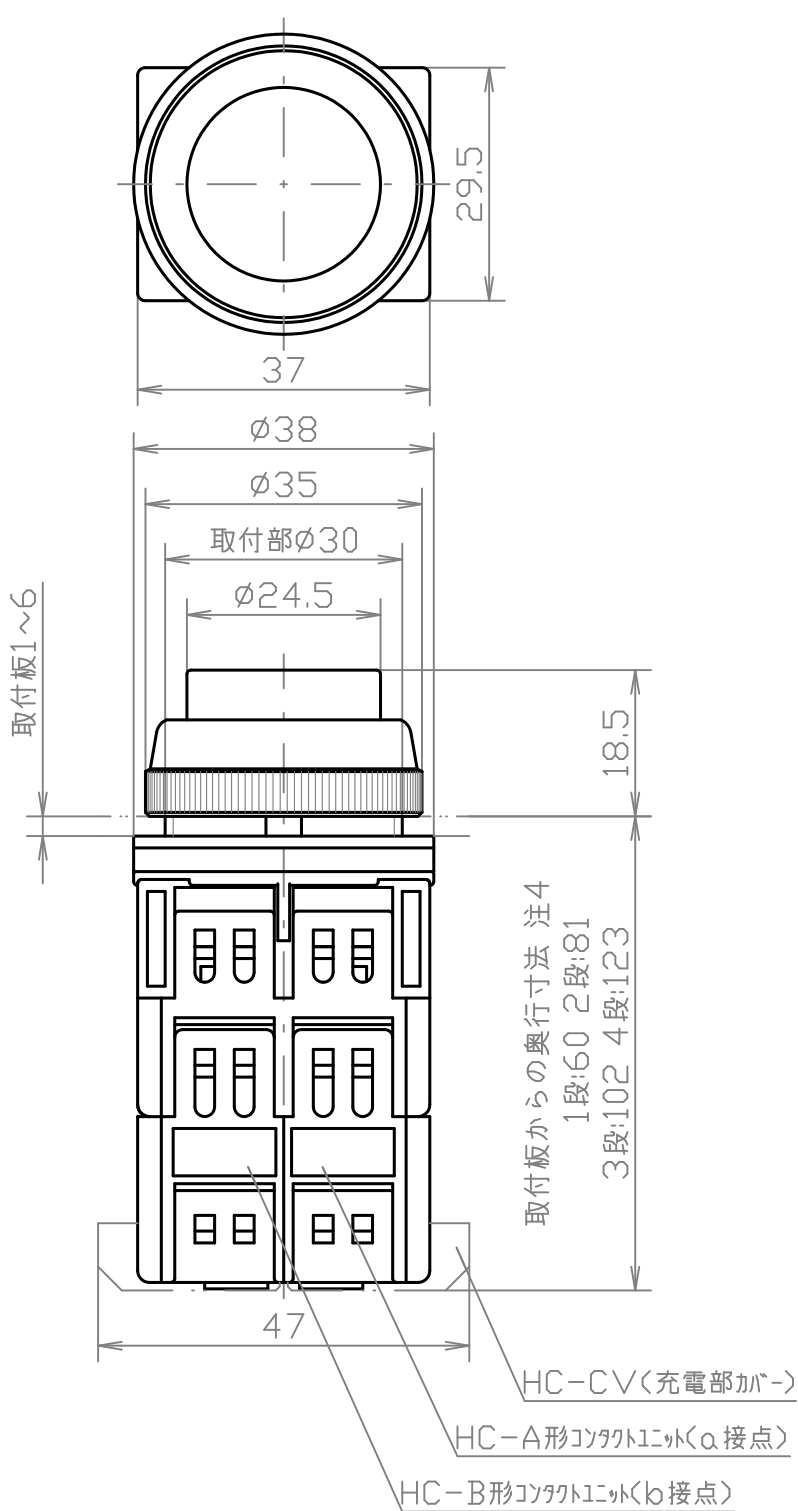 29.5
37
φ38
φ35
取付部φ30
φ24.5
取付板1～6
18.5
取付板からの奥行寸法 注4
1段:60 2段:81
3段:102 4段:123
47
HC-CV(充電部ｶﾊﾞｰ)
HC-A形ｺﾝﾀｸﾄﾕﾆｯﾄ(a接点)
HC-B形ｺﾝﾀｸﾄﾕﾆｯﾄ(b接点)